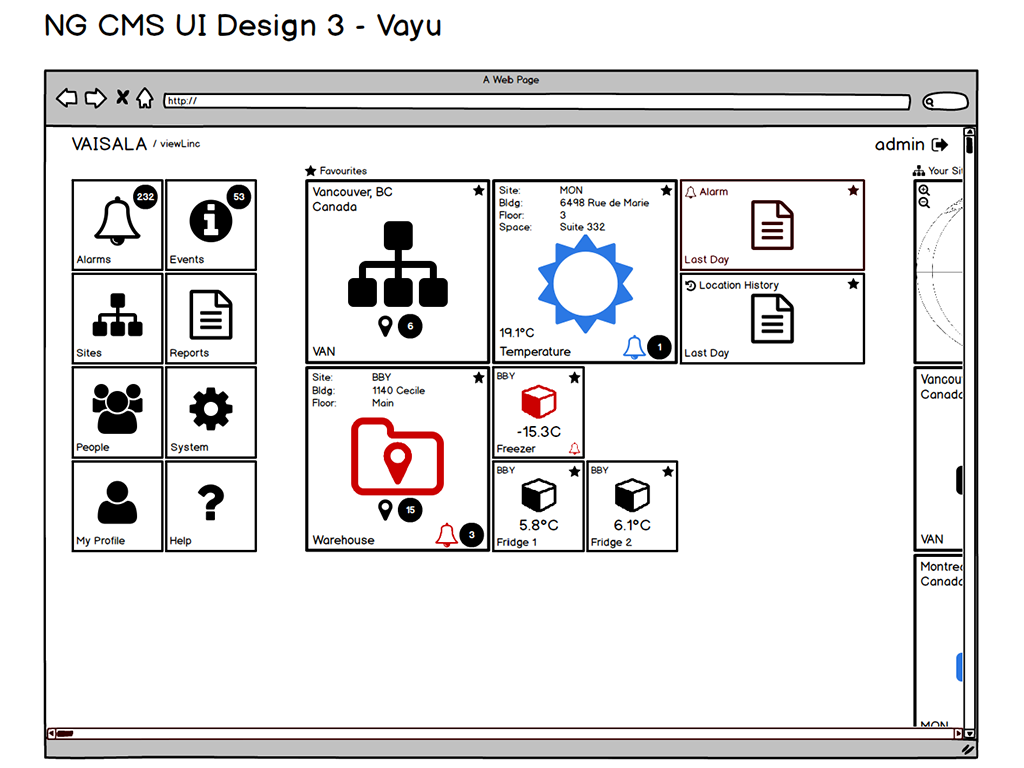 NG CMS UI Design 3 - Vayu
A Web Page
http://
VAISALA / viewLinc
admin
232
Alarms
53
Events
Sites
Reports
People
System
My Profile
Help
Favourites
Vancouver, BC
Canada
6
VAN
Site: MON
Bldg: 6498 Rue de Marie
Floor: 3
Space: Suite 332
19.1°C
Temperature
1
Alarm
Last Day
Location History
Last Day
Site: BBY
Bldg: 1140 Cecile
Floor: Main
15
Warehouse
3
BBY
-15.3C
Freezer
BBY
5.8°C
Fridge 1
BBY
6.1°C
Fridge 2
Your Si
Vancou
Canada
VAN
Montrea
Canada
MON